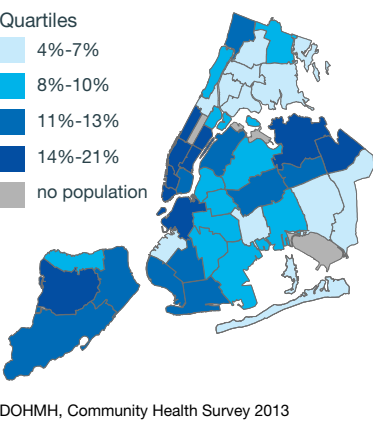 Quartiles
4%-7%
8%-10%
11%-13%
14%-21%
no population
DOHMH, Community Health Survey 2013